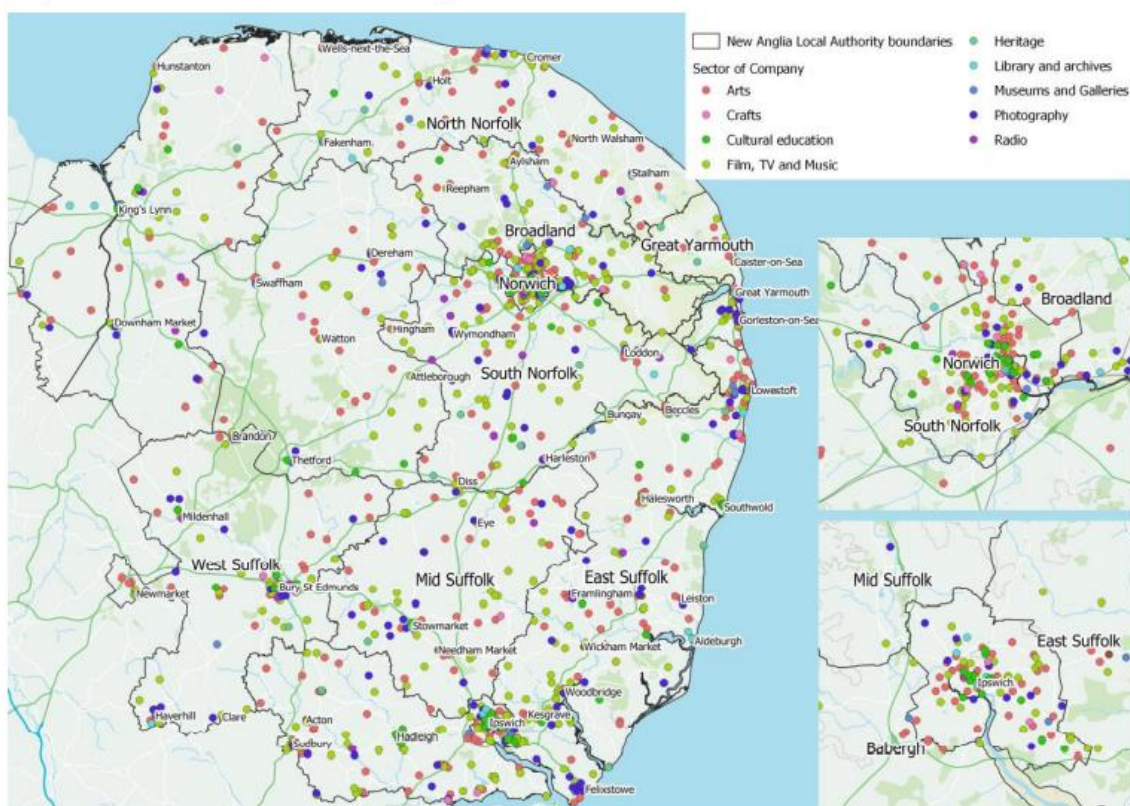 New Anglia Local Authority boundaries
Sector of Company
Arts
Crafts
Cultural education
Film, TV and Music
Heritage
Library and archives
Museums and Galleries
Photography
Radio
Wells-next-the-Sea
Cromer
Hunstanton
Holt
North Norfolk
Fakenham
North Walsham
Aylsham
Stalham
Reepham
King's Lynn
Broadland
Great Yarmouth
Dereham
Caister-on-Sea
Swaffham
Norwich
Great Yarmouth
Gorleston-on-Sea
Downham Market
Hingham
Wymondham
Watton
Loddon
Attleborough
South Norfolk
Lowestoft
Bungay
Beccles
Brandon
Thetford
Harleston
Diss
Halesworth
Southwold
Mildenhall
Eye
West Suffolk
Mid Suffolk
East Suffolk
Newmarket
Bury St Edmunds
Framlingham
Leiston
Stowmarket
Aldeburgh
Needham Market
Wickham Market
Woodbridge
Haverhill
Clare
Acton
Ipswich
Kesgrave
Sudbury
Hadleigh
Felixstowe
Broadland
Norwich
South Norfolk
Mid Suffolk
East Suffolk
Ipswich
Babergh